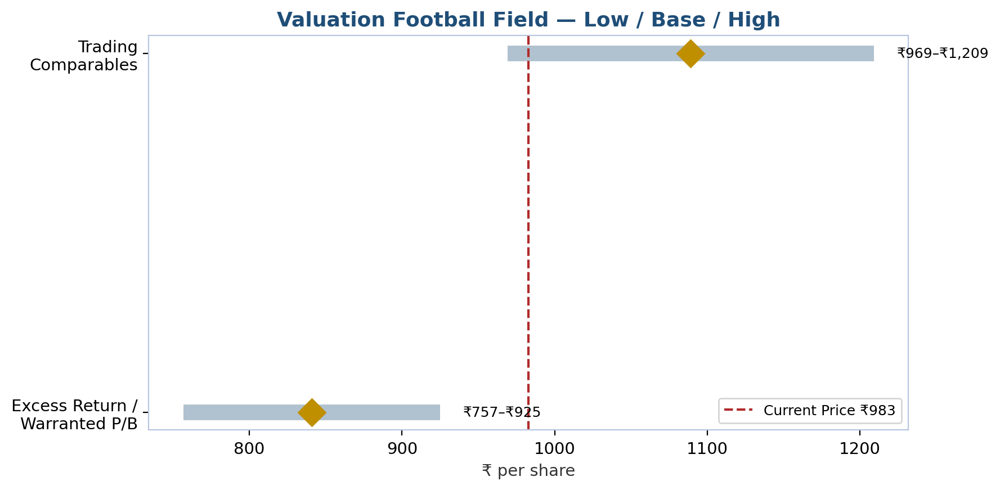 Valuation Football Field — Low / Base / High
Trading
Comparables
₹969–₹1,209
Excess Return /
Warranted P/B
₹757–₹925
Current Price ₹983
800 900 1000 1100 1200
₹ per share